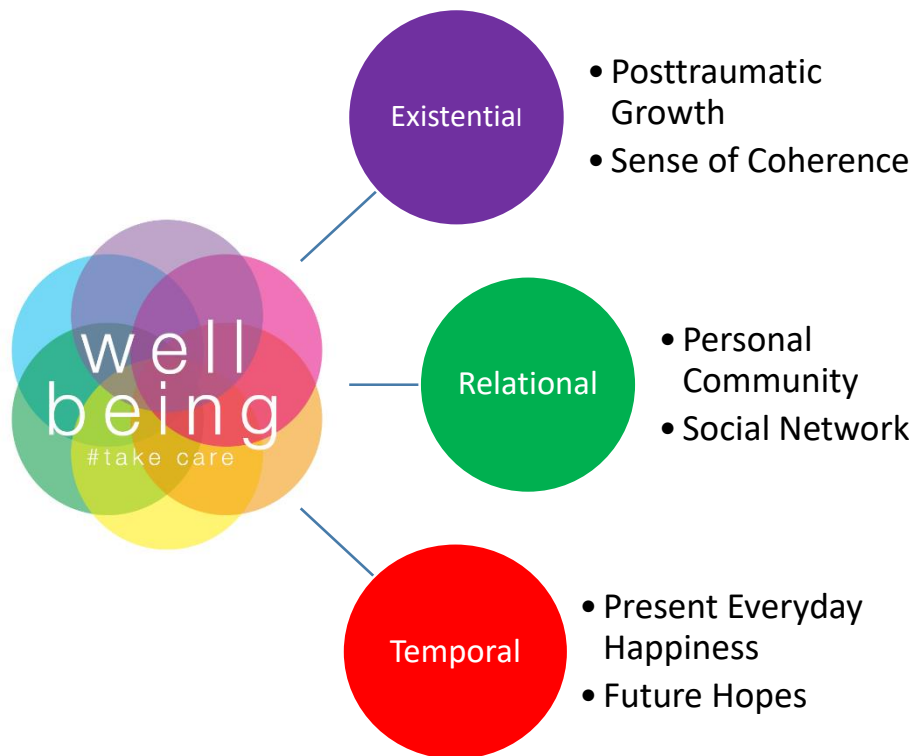 well
being
#take care
Existential
• Posttraumatic
Growth
• Sense of Coherence
Relational
• Personal
Community
• Social Network
Temporal
• Present Everyday
Happiness
• Future Hopes